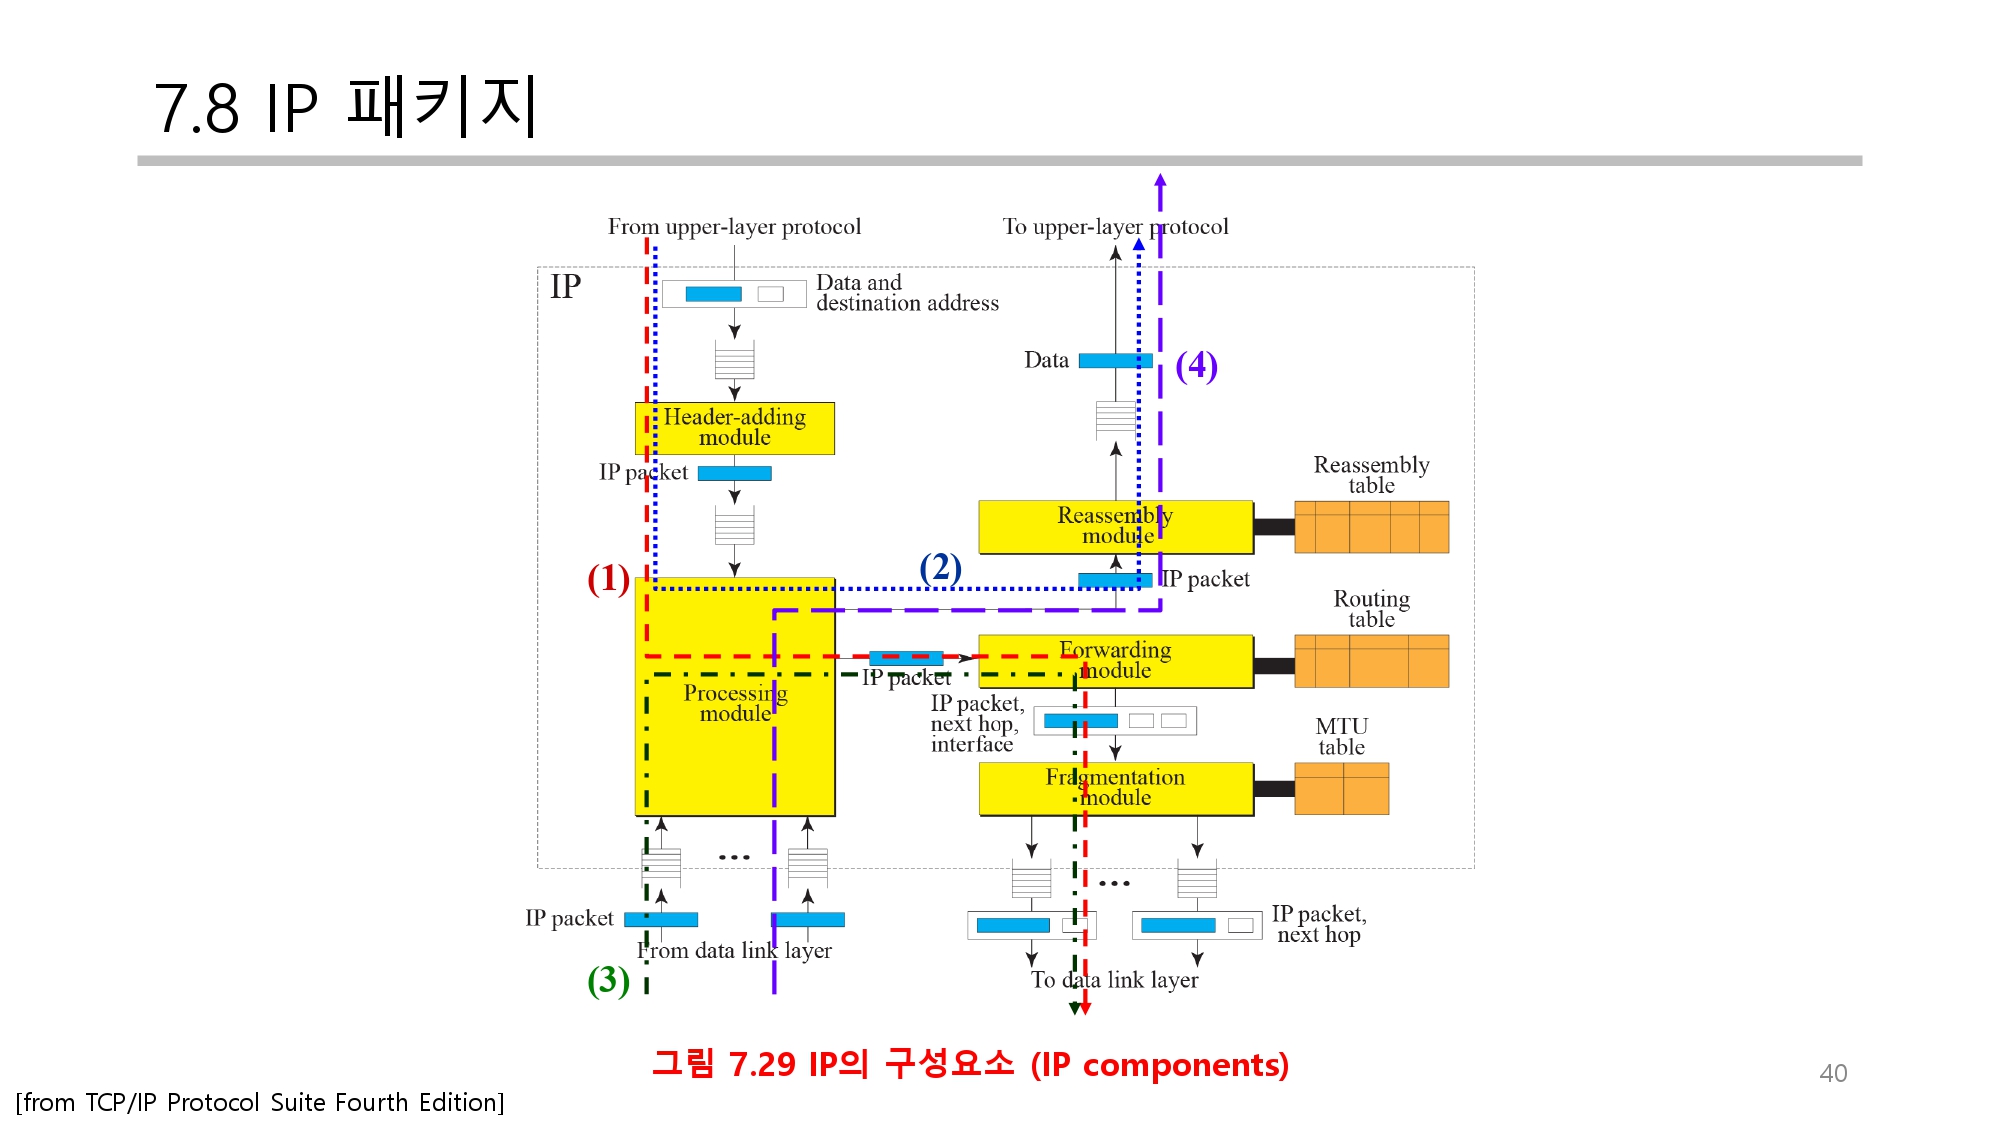 7.8 IP 패키지
From upper-layer protocol
To upper-layer protocol
IP
Data and
destination address
Data
(4)
Header-adding
module
IP packet
Reassembly
table
Reassembly
module
(1)
(2)
IP packet
Routing
table
Forwarding
module
IP packet
Processing
module
IP packet,
next hop,
interface
MTU
table
Fragmentation
module
...
...
IP packet
From data link layer
IP packet,
next hop
(3)
To data link layer
그림 7.29 IP의 구성요소 (IP components)
40
[from TCP/IP Protocol Suite Fourth Edition]